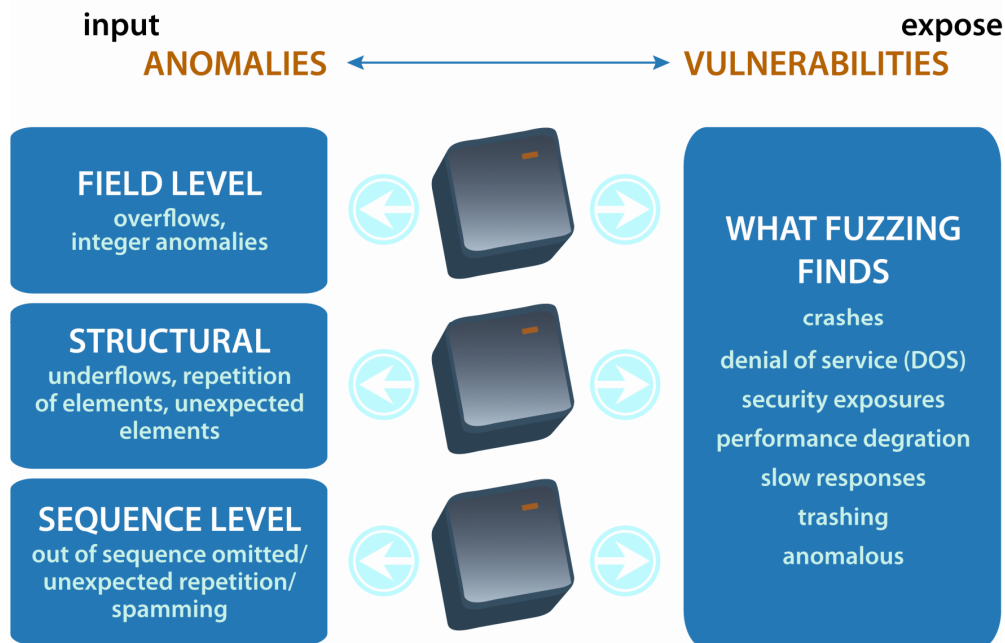 input
ANOMALIES
expose
VULNERABILITIES
FIELD LEVEL
overflows,
integer anomalies
STRUCTURAL
underflows, repetition
of elements, unexpected
elements
SEQUENCE LEVEL
out of sequence omitted/
unexpected repetition/
spamming
WHAT FUZZING
FINDS
crashes
denial of service (DOS)
security exposures
performance degration
slow responses
trashing
anomalous